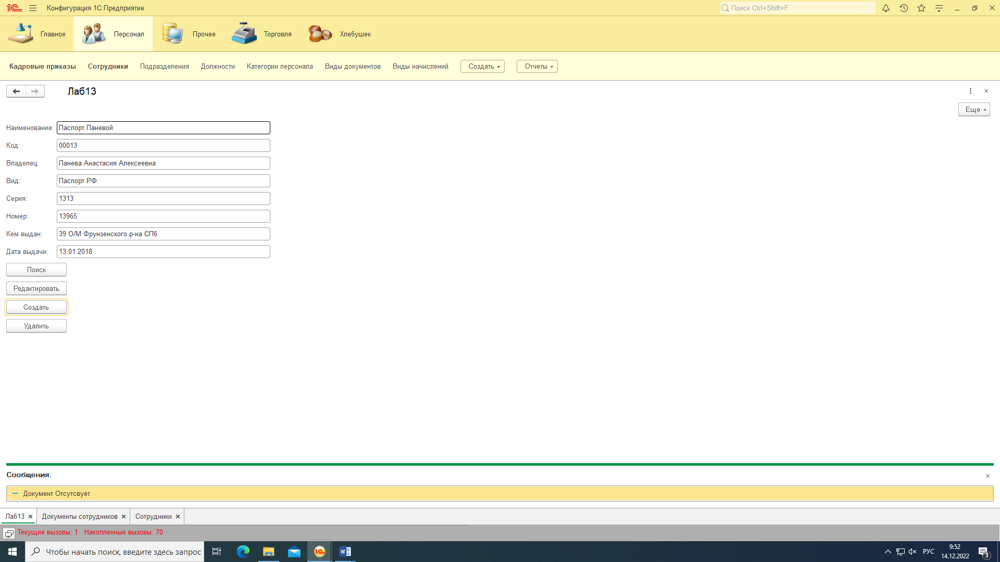 1С Конфигурация 1С:Предприятие Поиск Ctrl+Shift+F
Главное Персонал Прочее Торговля Хлебушек
Кадровые приказы Сотрудники Подразделения Должности Категории персонала Виды документов Виды начислений Создать Отчеты
Лаб13
Еще
Наименование: Паспорт Паневой
Код: 00013
Владелец: Панева Анастасия Алексеевна
Вид: Паспорт РФ
Серия: 1313
Номер: 13965
Кем выдан: 39 О/М Фрунзенского р-на СПб
Дата выдачи: 13.01.2018
Поиск
Редактировать
Создать
Удалить
Сообщения:
Документ Отсутсвует
Лаб13 Документы сотрудников Сотрудники
Текущие вызовы: 1 Накопленные вызовы: 70
Чтобы начать поиск, введите здесь запрос РУС 9:52
14.12.2022 3